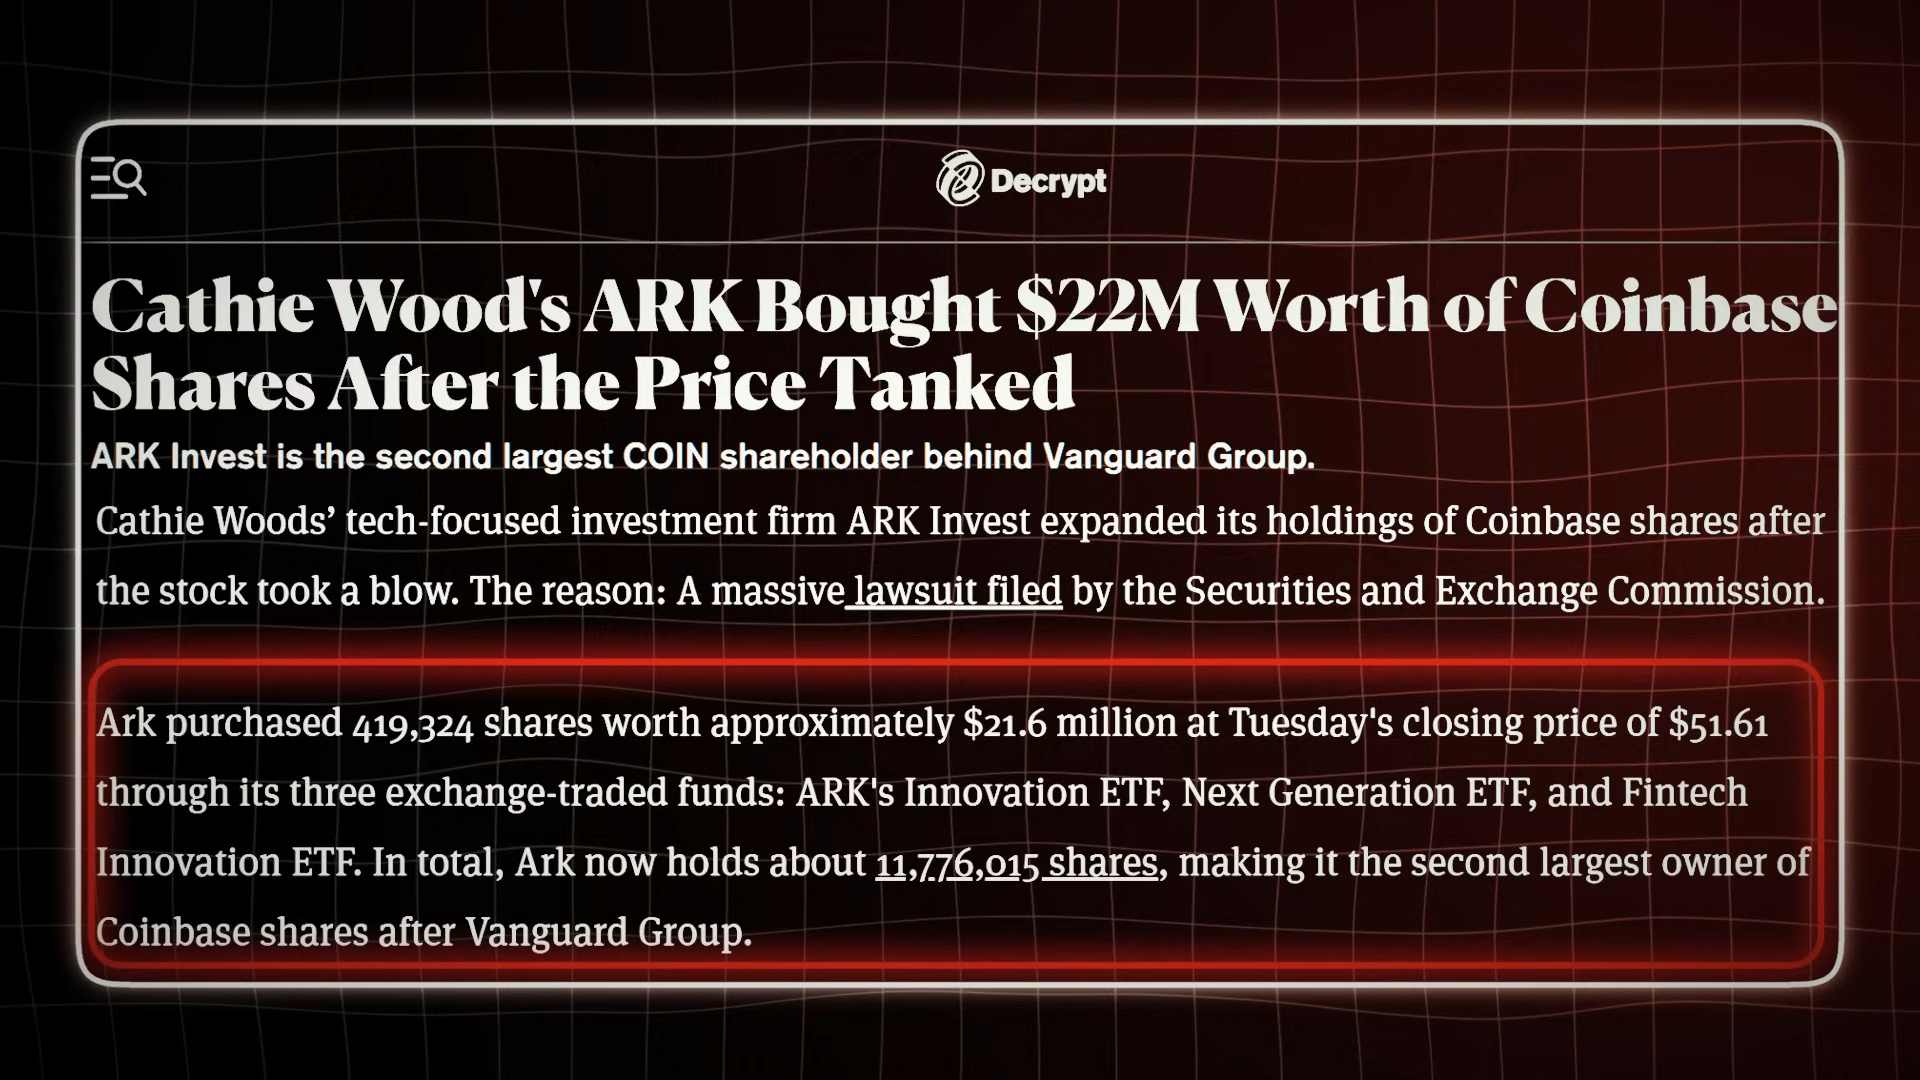 Decrypt
Cathie Wood's ARK Bought $22M Worth of Coinbase
Shares After the Price Tanked
ARK Invest is the second largest COIN shareholder behind Vanguard Group.
Cathie Woods’ tech-focused investment firm ARK Invest expanded its holdings of Coinbase shares after
the stock took a blow. The reason: A massive lawsuit filed by the Securities and Exchange Commission.
Ark purchased 419,324 shares worth approximately $21.6 million at Tuesday's closing price of $51.61
through its three exchange-traded funds: ARK's Innovation ETF, Next Generation ETF, and Fintech
Innovation ETF. In total, Ark now holds about 11,776,015 shares, making it the second largest owner of
Coinbase shares after Vanguard Group.